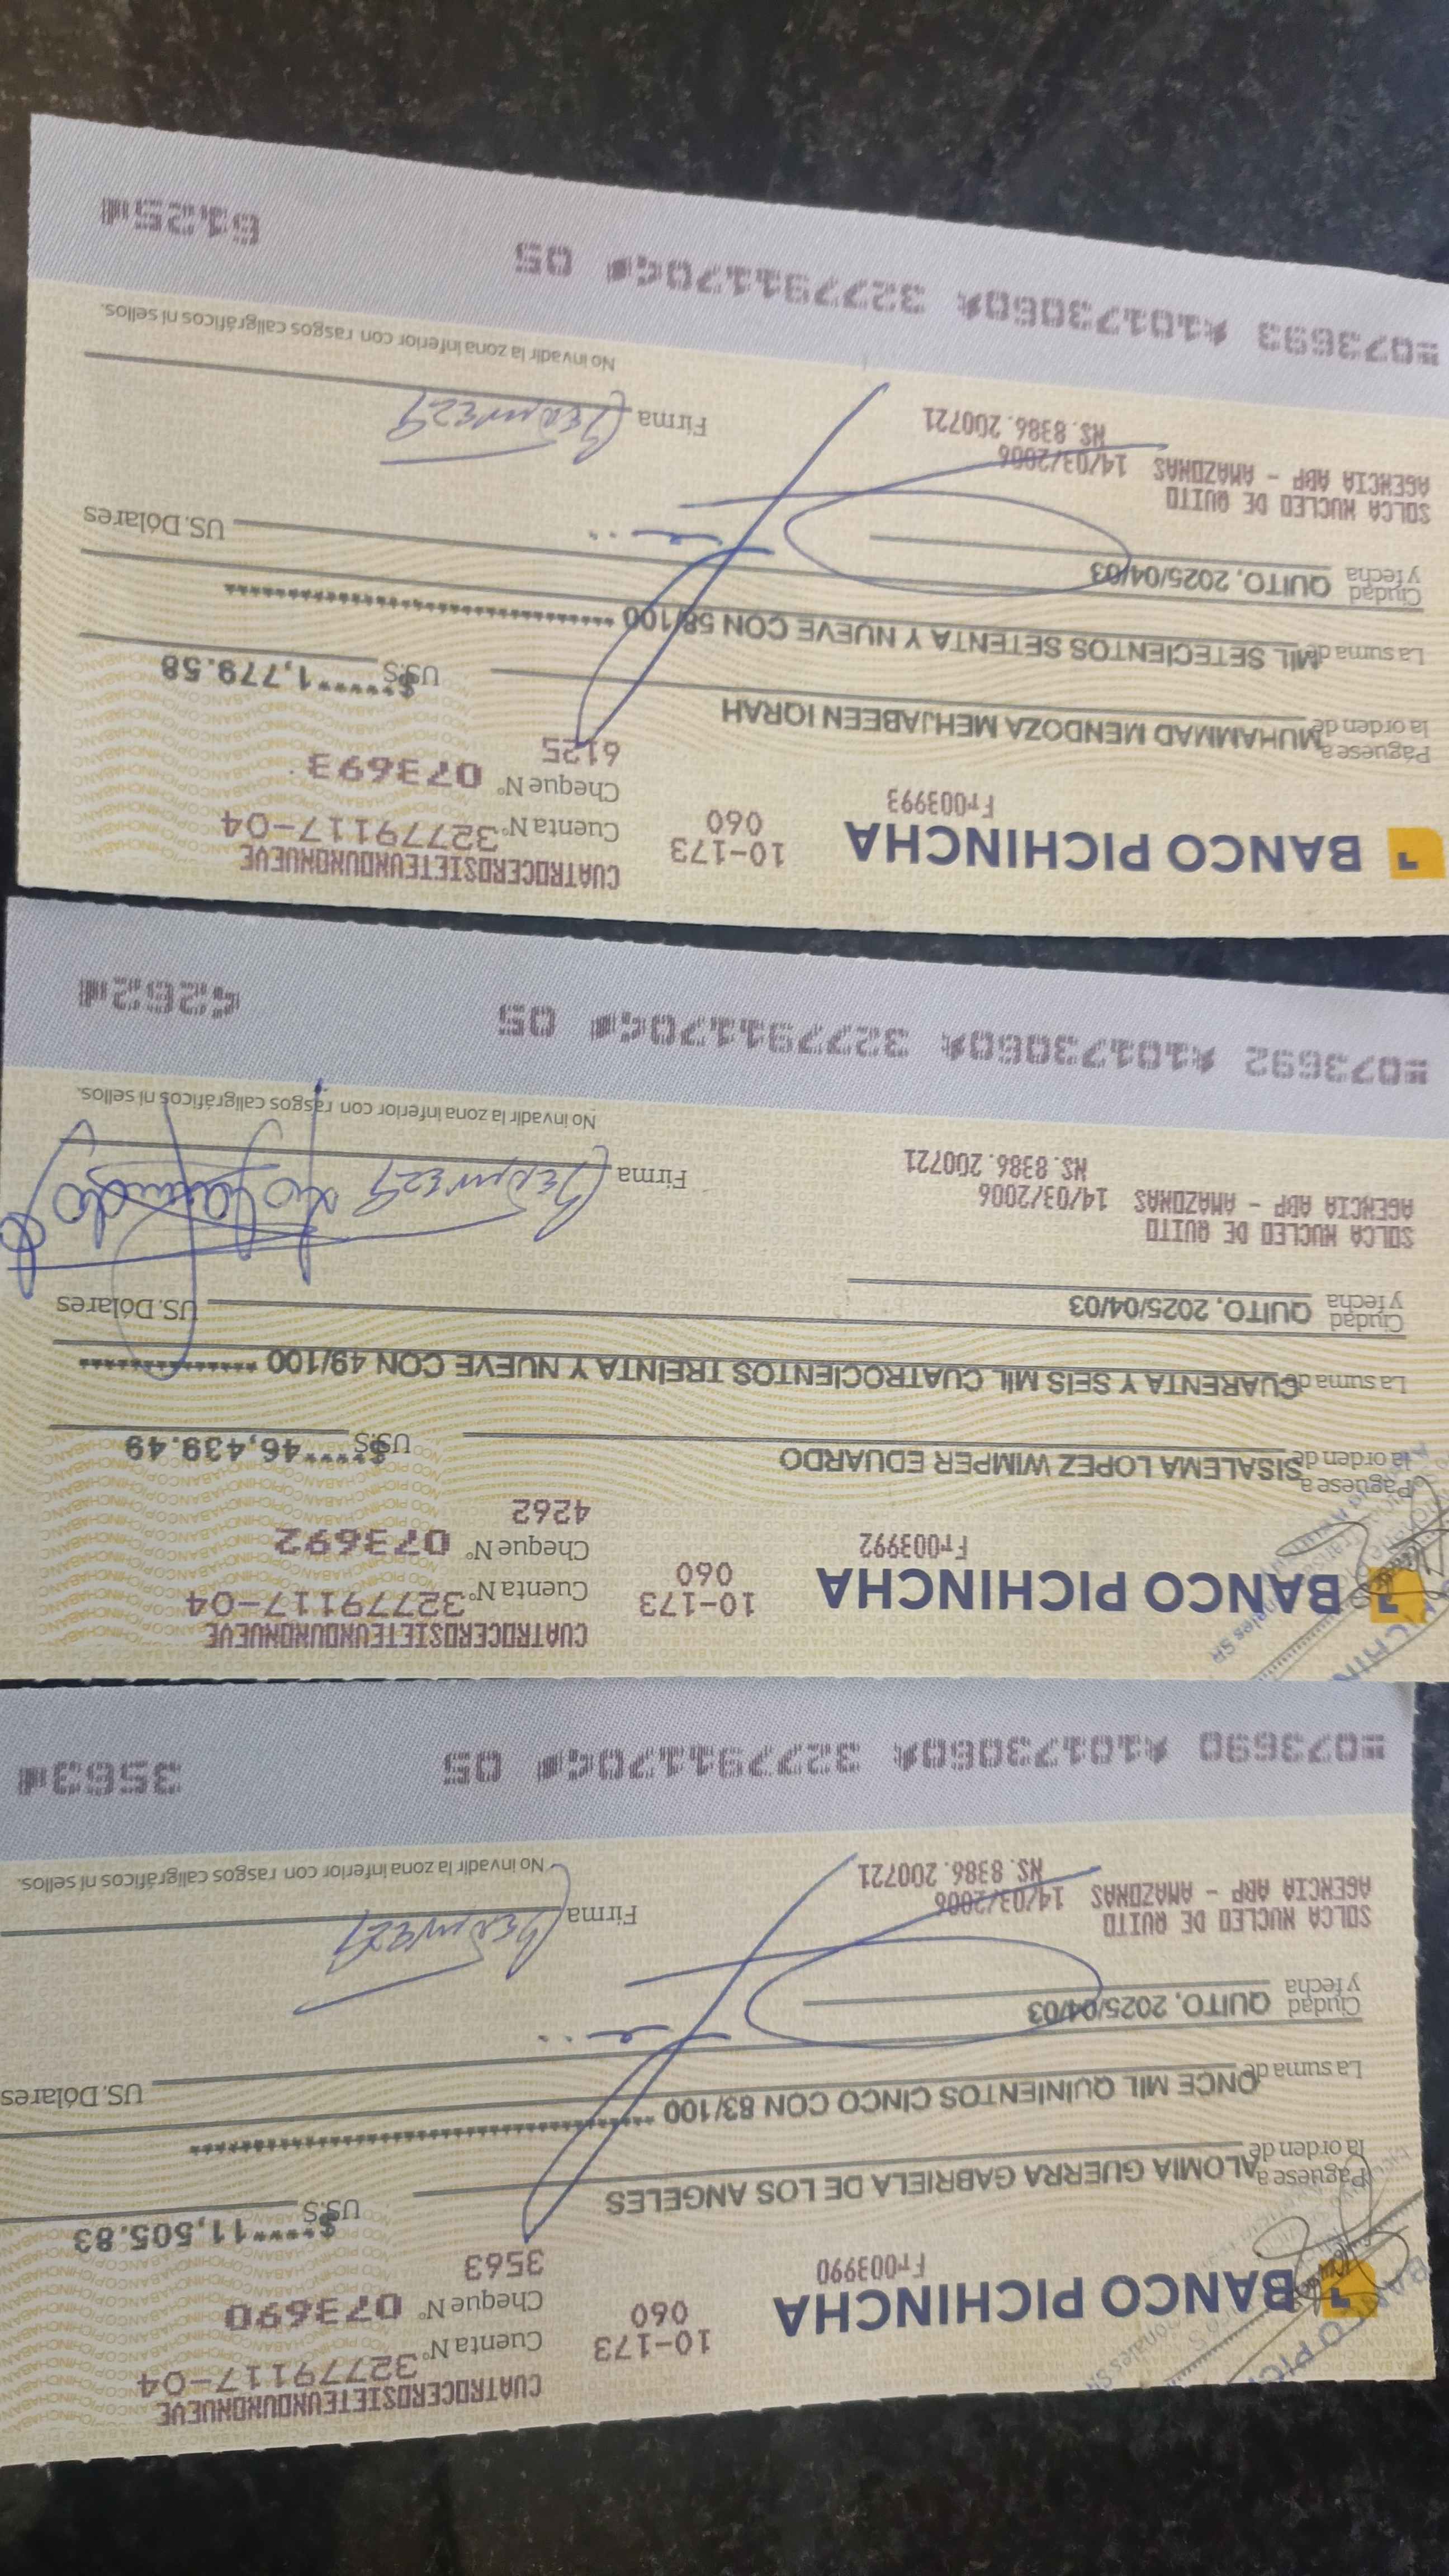 BANCO PICHINCHA
Fr003990
10-173
060
CUATROCEROSIETEUNOUNONUEVE
Cuenta N° 32779117-04
Cheque N° 073690
3563
Páguese a
la orden de ALOMIA GUERRA GABRIELA DE LOS ANGELES
US$ $****11,505.83
La suma de ONCE MIL QUINIENTOS CINCO CON 83/100 ******************************
US. Dólares
Ciudad
y fecha QUITO, 2025/04/03
SOLCA NUCLEO DE QUITO
AGENCIA ABP - AMAZONAS 14/03/2006
NS. 8386. 200721
Firma
No invadir la zona inferior con rasgos caligráficos ni sellos.
073690 10173060 3277911704 05 3563
BANCO PICHINCHA
Fr003992
10-173
060
CUATROCEROSIETEUNOUNONUEVE
Cuenta N° 32779117-04
Cheque N° 073692
4262
Páguese a
la orden de SISALEMA LOPEZ WIMPER EDUARDO
US$ $****46,439.49
La suma de CUARENTA Y SEIS MIL CUATROCIENTOS TREINTA Y NUEVE CON 49/100 **************
US. Dólares
Ciudad
y fecha QUITO, 2025/04/03
SOLCA NUCLEO DE QUITO
AGENCIA ABP - AMAZONAS 14/03/2006
NS. 8386. 200721
Firma
No invadir la zona inferior con rasgos caligráficos ni sellos.
073692 10173060 3277911704 05 4262
BANCO PICHINCHA
Fr003993
10-173
060
CUATROCEROSIETEUNOUNONUEVE
Cuenta N° 32779117-04
Cheque N° 073693
6125
Páguese a
la orden de MUHAMMAD MENDOZA MEHJABEEN IQRAH
US$ $*****1,779.58
La suma de MIL SETECIENTOS SETENTA Y NUEVE CON 58/100 ******************************
US. Dólares
Ciudad
y fecha QUITO, 2025/04/03
SOLCA NUCLEO DE QUITO
AGENCIA ABP - AMAZONAS 14/03/2006
NS. 8386. 200721
Firma
No invadir la zona inferior con rasgos caligráficos ni sellos.
073693 10173060 3277911704 05 6125